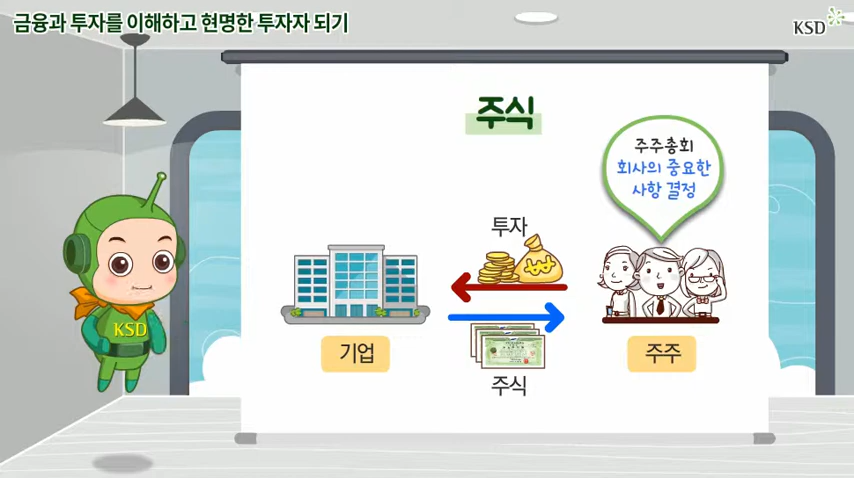 금융과 투자를 이해하고 현명한 투자자 되기
KSD
주식
주주총회
회사의 중요한
사항 결정
투자
KSD
기업
주주
주식